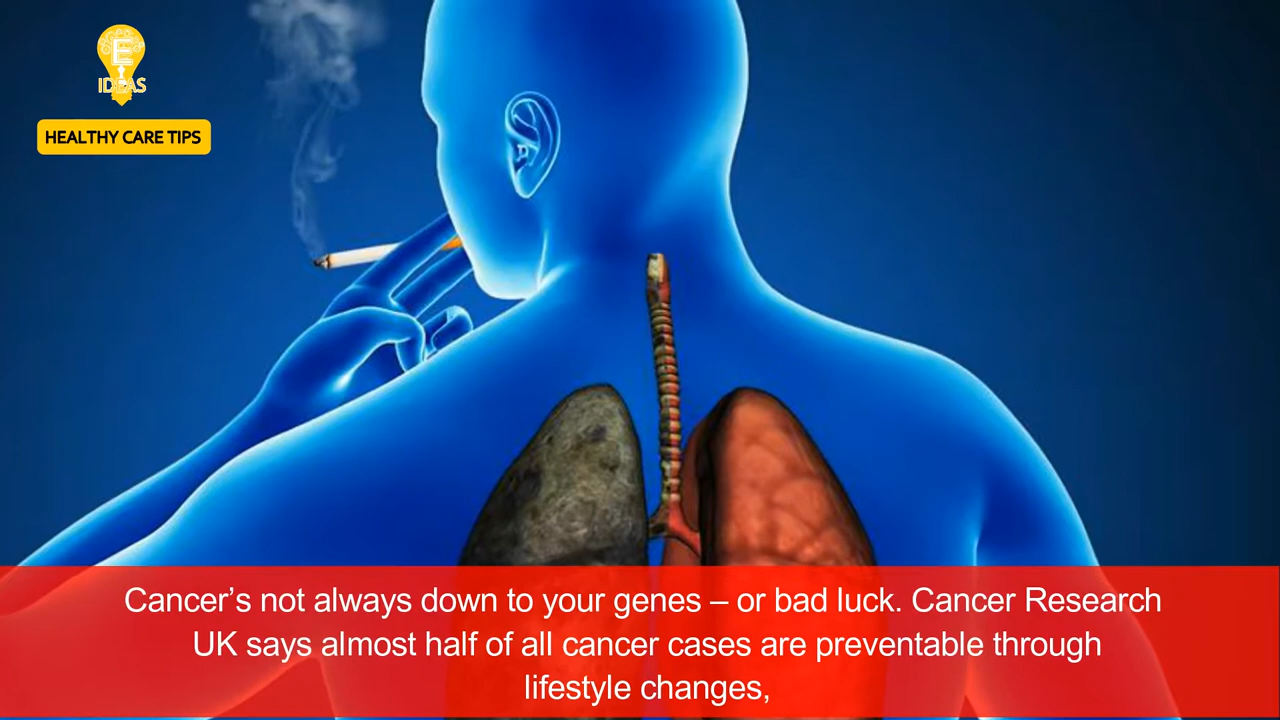 E
IDEAS
HEALTHY CARE TIPS
Cancer’s not always down to your genes – or bad luck. Cancer Research
UK says almost half of all cancer cases are preventable through
lifestyle changes,